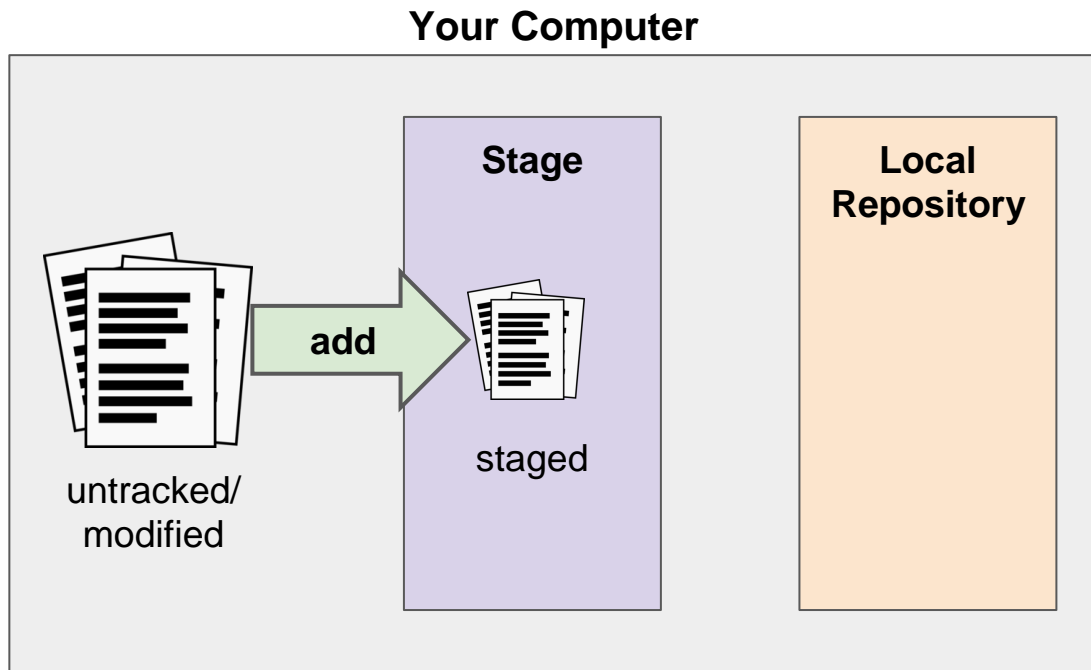 Your Computer
Stage
Local
Repository
add
staged
untracked/
modified